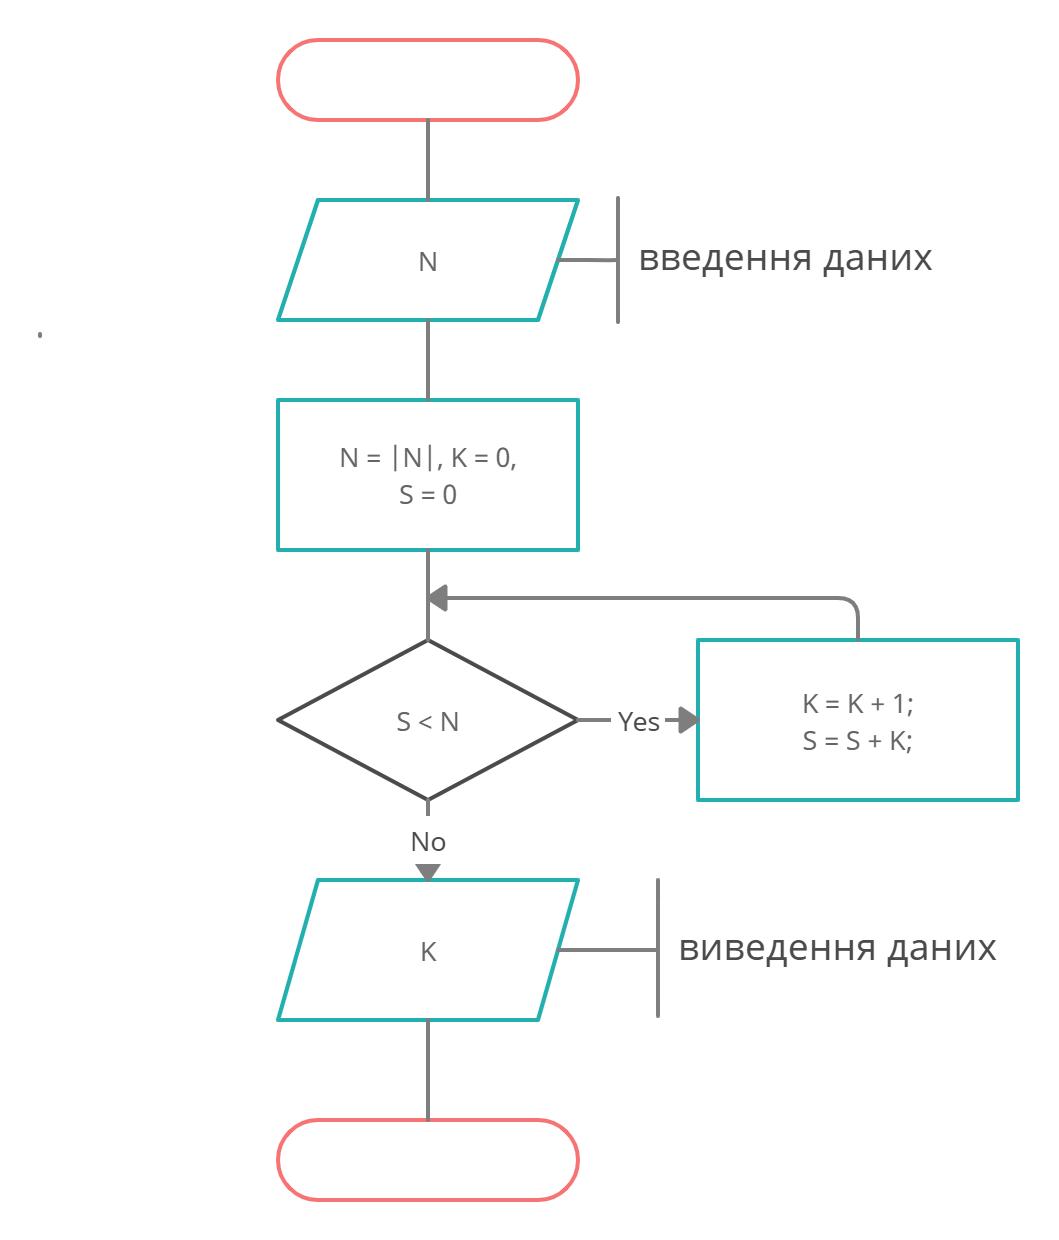 N
введення даних
N = |N|, K = 0,
S = 0
S < N
Yes
K = K + 1;
S = S + K;
No
K
виведення даних